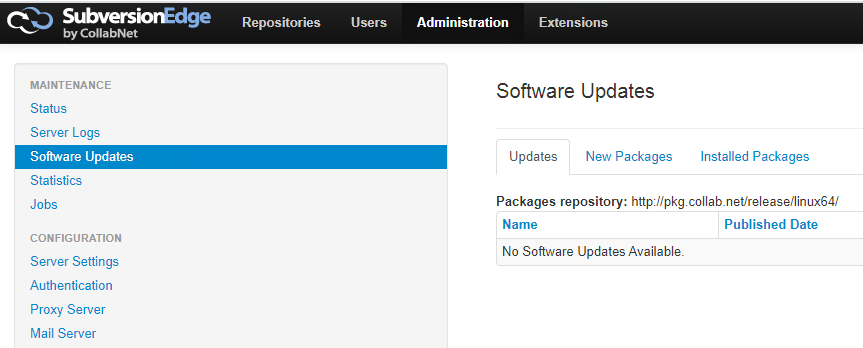 SubversionEdge
by CollabNet
Repositories Users Administration Extensions
MAINTENANCE
Status
Server Logs
Software Updates
Statistics
Jobs
CONFIGURATION
Server Settings
Authentication
Proxy Server
Mail Server
Software Updates
Updates New Packages Installed Packages
Packages repository: http://pkg.collab.net/release/linux64/
Name Published Date
No Software Updates Available.